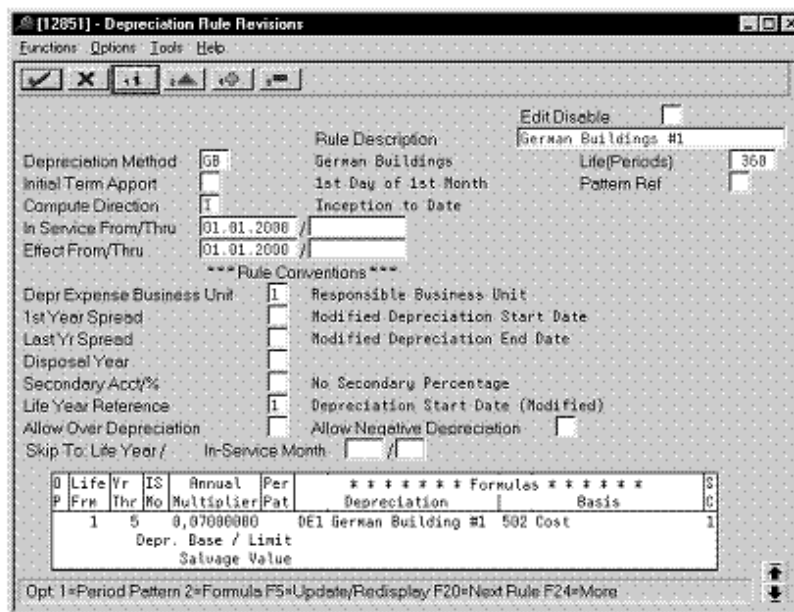 [12851] - Depreciation Rule Revisions
Functions Options Tools Help
Edit Disable
Rule Description German Buildings #1
Depreciation Method GB German Buildings Life(Periods) 360
Initial Term Apport 1st Day of 1st Month Pattern Ref
Compute Direction I Inception to Date
In Service From/Thru 01.01.2000 /
Effect From/Thru 01.01.2000 /
***Rule Conventions***
Depr Expense Business Unit 1 Responsible Business Unit
1st Year Spread Modified Depreciation Start Date
Last Yr Spread Modified Depreciation End Date
Disposal Year
Secondary Acct/% No Secondary Percentage
Life Year Reference 1 Depreciation Start Date (Modified)
Allow Over Depreciation Allow Negative Depreciation
Skip To: Life Year / In-Service Month /
O Life Yr IS Annual Per * * * * * * * Formulas * * * * * * S
P Frm Thr Mo Multiplier Pat Depreciation Basis C
1 5 0,07000000 DE1 German Building #1 502 Cost 1
Depr. Base / Limit
Salvage Value
Opt: 1=Period Pattern 2=Formula F5=Update/Redisplay F20=Next Rule F24=More